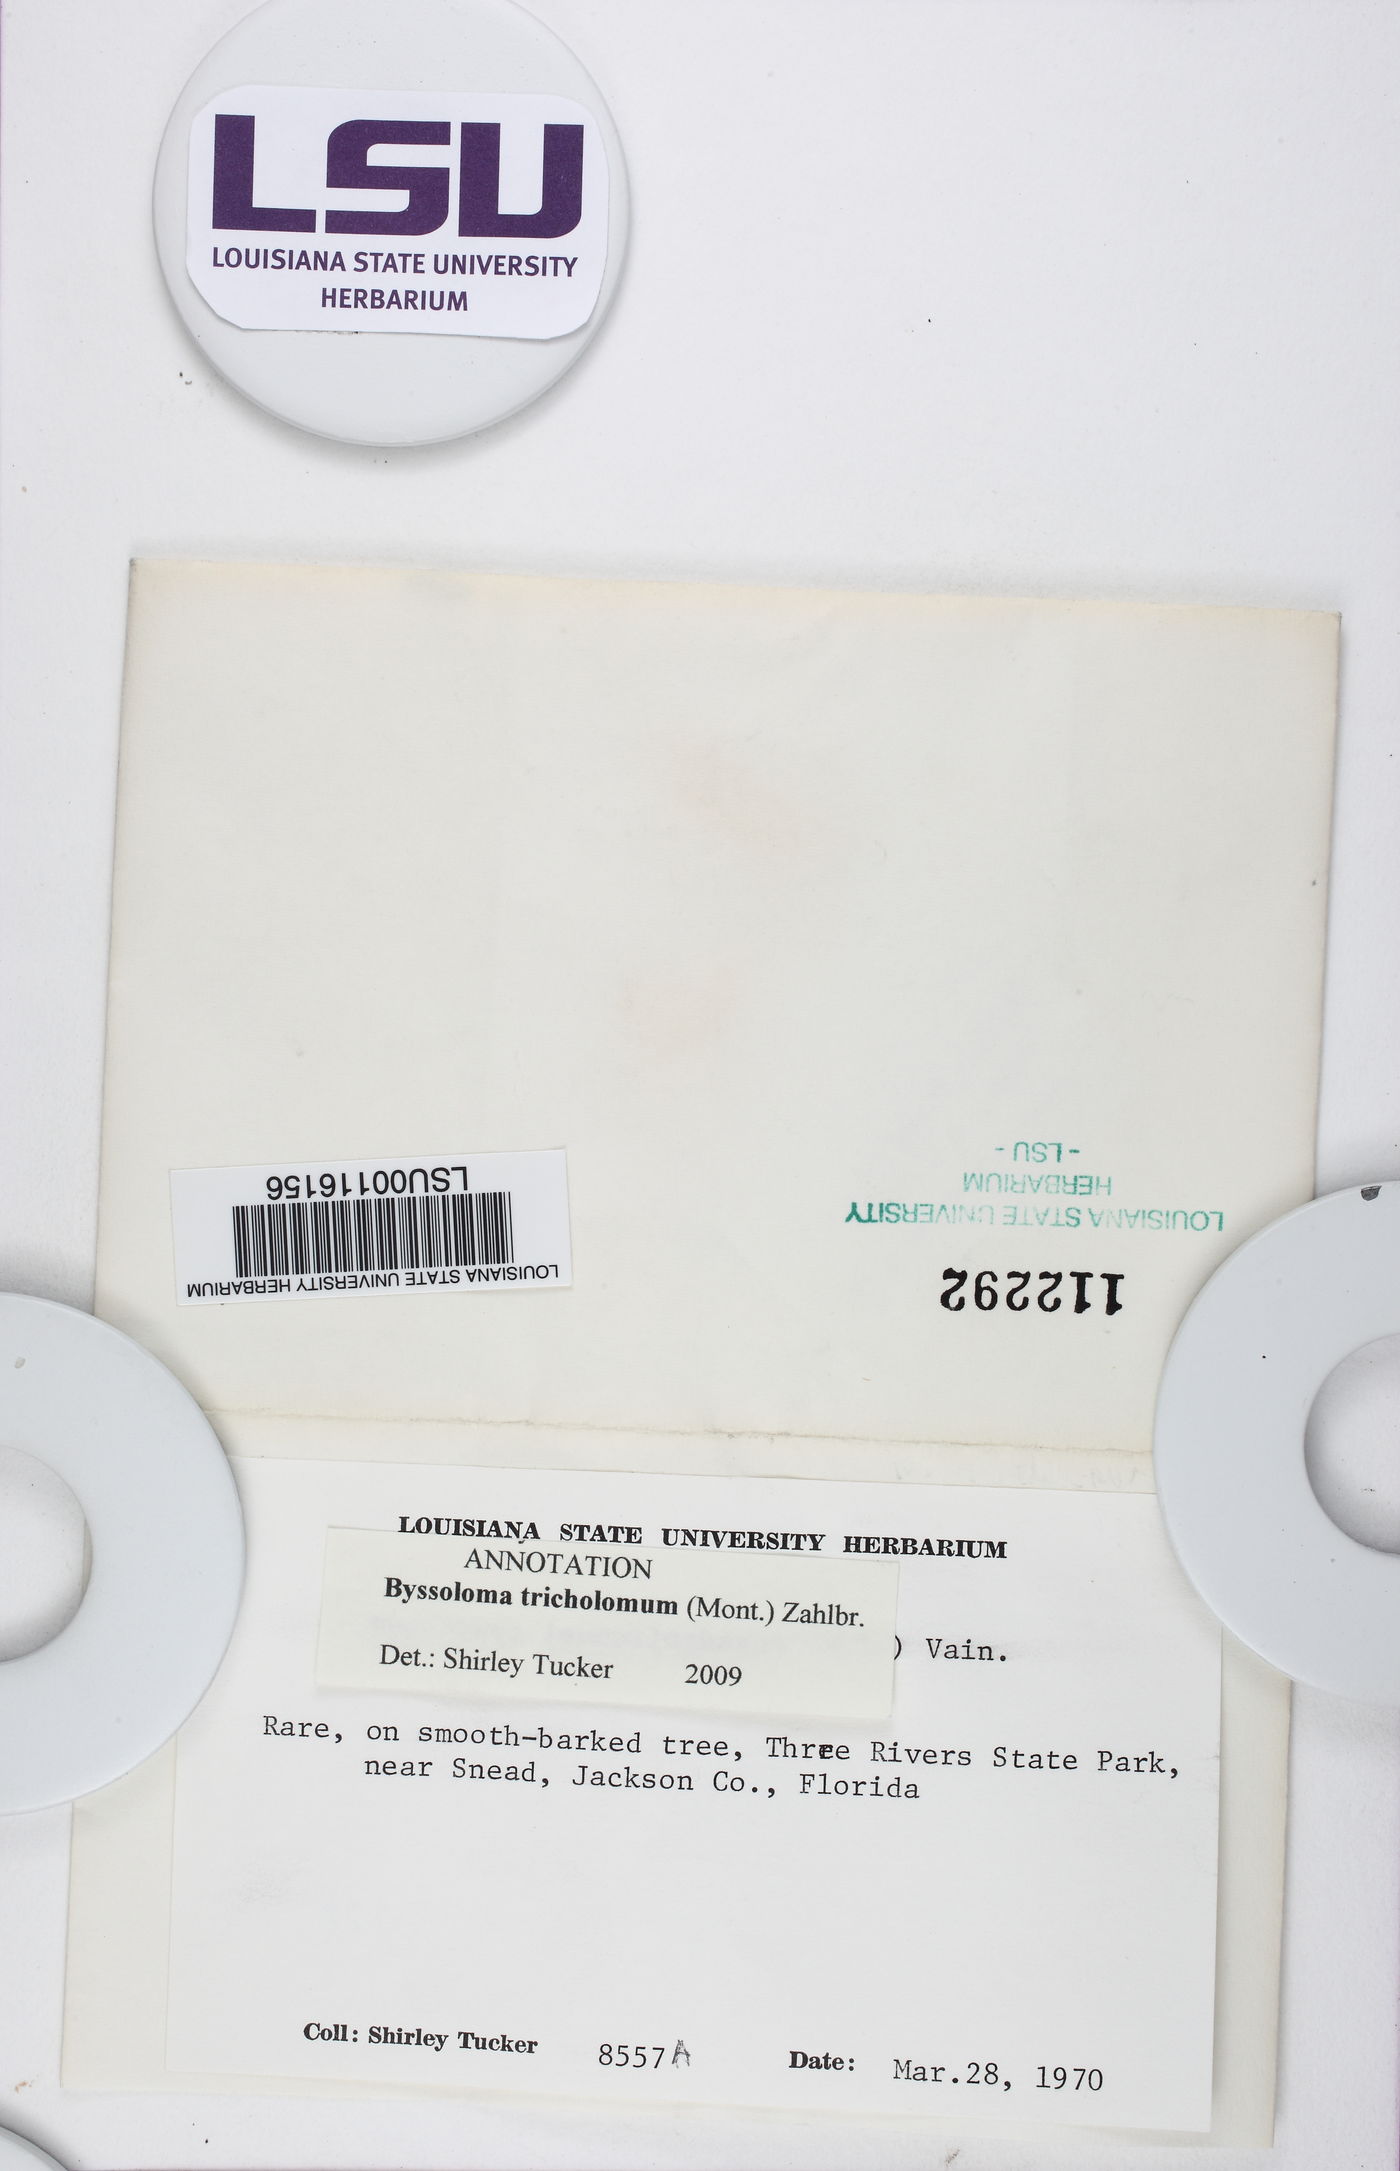 LSU
LOUISIANA STATE UNIVERSITY
HERBARIUM
LOUISIANA STATE UNIVERSITY HERBARIUM
LSU00116156
112292
LOUISIANA STATE UNIVERSITY
HERBARIUM
- LSU -
LOUISIANA STATE UNIVERSITY HERBARIUM
ANNOTATION
Byssoloma tricholomum (Mont.) Zahlbr.
) Vain.
Det.: Shirley Tucker 2009
Rare, on smooth-barked tree, Three Rivers State Park,
near Snead, Jackson Co., Florida
Coll: Shirley Tucker 8557A Date: Mar.28, 1970